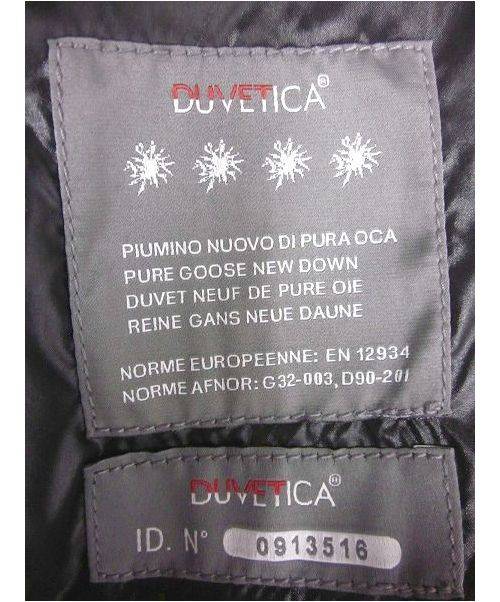 DUVETICA®
PIUMINO NUOVO DI PURA OCA
PURE GOOSE NEW DOWN
DUVET NEUF DE PURE OIE
REINE GANS NEUE DAUNE
NORME EUROPEENNE: EN 12934
NORME AFNOR: G32-003, D90-201
DUVETICA®
ID. N° 0913516